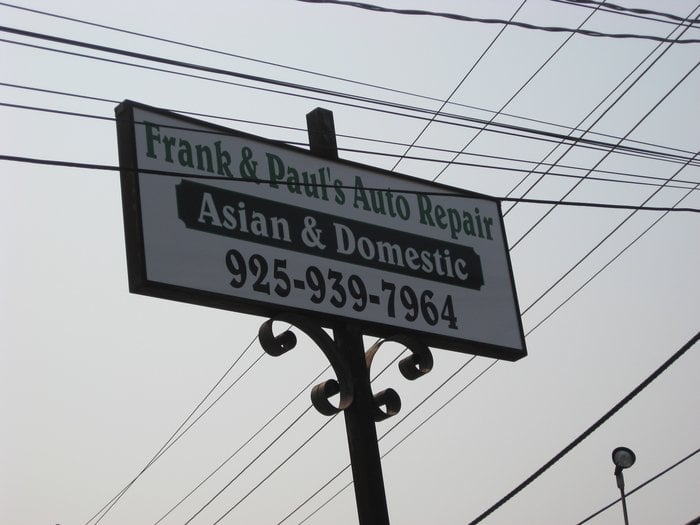 Frank & Paul's Auto Repair
Asian & Domestic
925-939-7964